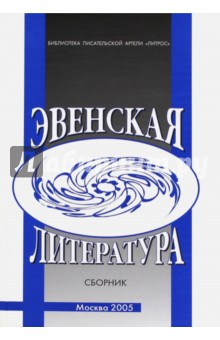 БИБЛИОТЕКА ПИСАТЕЛЬСКОЙ АРТЕЛИ «ЛИТРОС»
ЭВЕНСКАЯ
ЛИТЕРАТУРА
СБОРНИК
Москва 2005